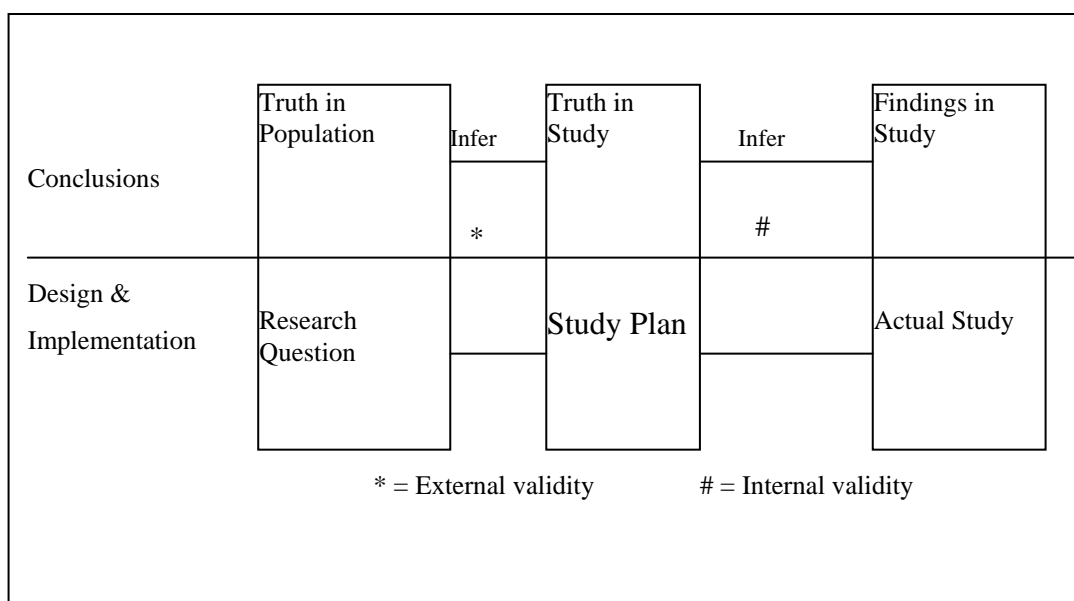 Truth in
Population
Infer
Truth in
Study
Infer
Findings in
Study
Conclusions
*
#
Design &
Implementation
Research
Question
Study Plan
Actual Study
* = External validity
# = Internal validity